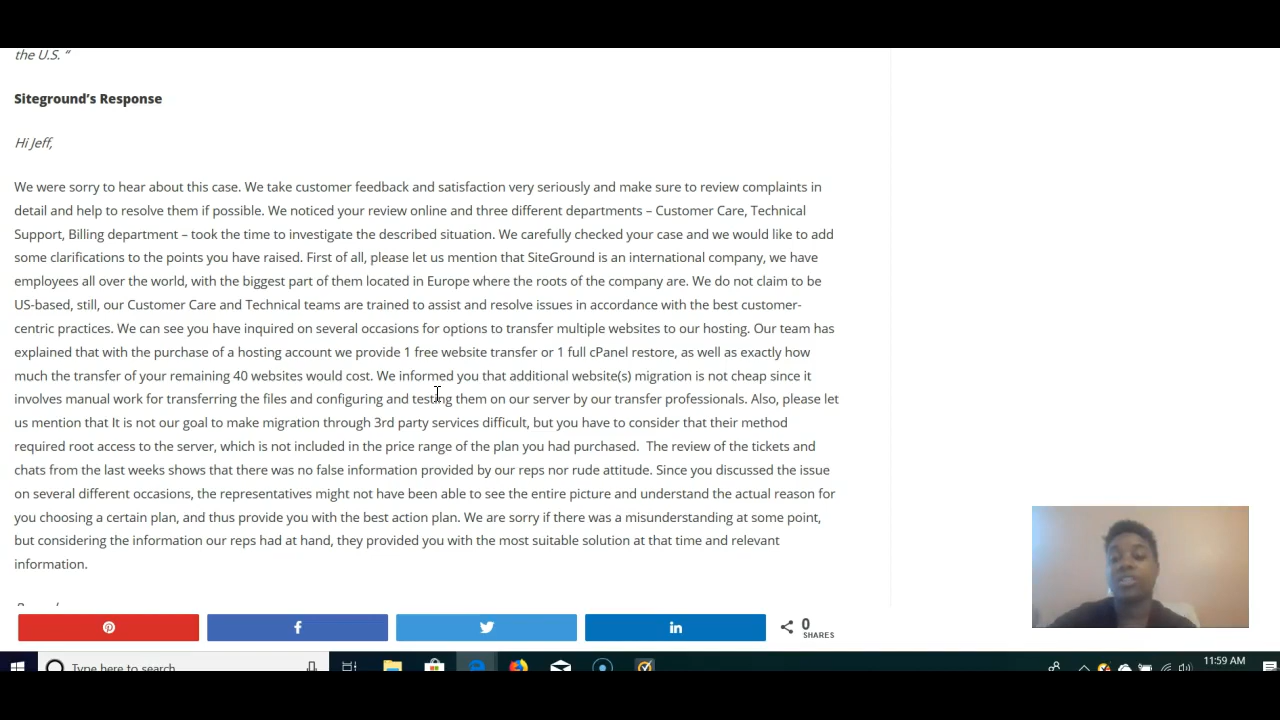 the U.S. “
Siteground’s Response
Hi Jeff,
We were sorry to hear about this case. We take customer feedback and satisfaction very seriously and make sure to review complaints in
detail and help to resolve them if possible. We noticed your review online and three different departments – Customer Care, Technical
Support, Billing department – took the time to investigate the described situation. We carefully checked your case and we would like to add
some clarifications to the points you have raised. First of all, please let us mention that SiteGround is an international company, we have
employees all over the world, with the biggest part of them located in Europe where the roots of the company are. We do not claim to be
US-based, still, our Customer Care and Technical teams are trained to assist and resolve issues in accordance with the best customer-
centric practices. We can see you have inquired on several occasions for options to transfer multiple websites to our hosting. Our team has
explained that with the purchase of a hosting account we provide 1 free website transfer or 1 full cPanel restore, as well as exactly how
much the transfer of your remaining 40 websites would cost. We informed you that additional website(s) migration is not cheap since it
involves manual work for transferring the files and configuring and testing them on our server by our transfer professionals. Also, please let
us mention that It is not our goal to make migration through 3rd party services difficult, but you have to consider that their method
required root access to the server, which is not included in the price range of the plan you had purchased.  The review of the tickets and
chats from the last weeks shows that there was no false information provided by our reps nor rude attitude. Since you discussed the issue
on several different occasions, the representatives might not have been able to see the entire picture and understand the actual reason for
you choosing a certain plan, and thus provide you with the best action plan. We are sorry if there was a misunderstanding at some point,
but considering the information our reps had at hand, they provided you with the most suitable solution at that time and relevant
information.
0
SHARES
Type here to search
11:59 AM